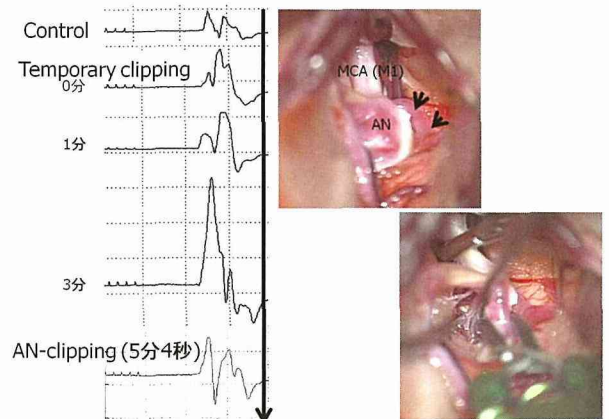 Control
Temporary clipping
0分
1分
3分
AN-clipping (5分4秒)
MCA (M1)
AN